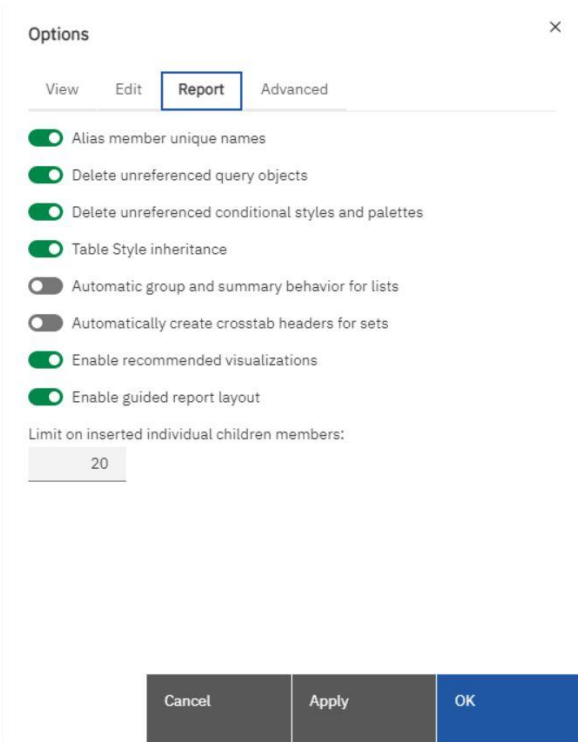 Options
View Edit Report Advanced
Alias member unique names
Delete unreferenced query objects
Delete unreferenced conditional styles and palettes
Table Style inheritance
Automatic group and summary behavior for lists
Automatically create crosstab headers for sets
Enable recommended visualizations
Enable guided report layout
Limit on inserted individual children members:
20
Cancel Apply OK